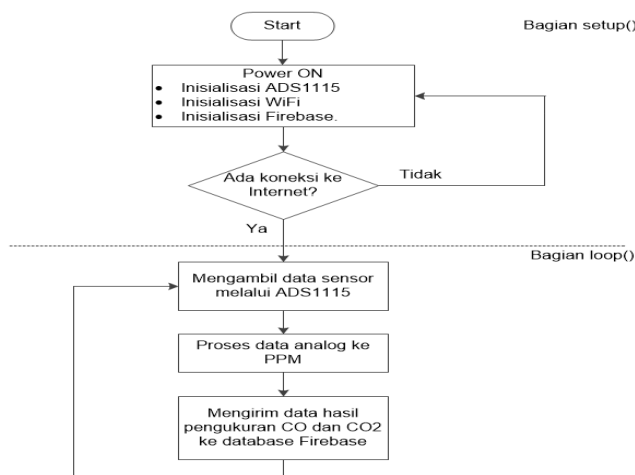 Start
Bagian setup()
Power ON
• Inisialisasi ADS1115
• Inisialisasi WiFi
• Inisialisasi Firebase.
Ada koneksi ke
Internet?
Tidak
Ya
Bagian loop()
Mengambil data sensor
melalui ADS1115
Proses data analog ke
PPM
Mengirim data hasil
pengukuran CO dan CO2
ke database Firebase